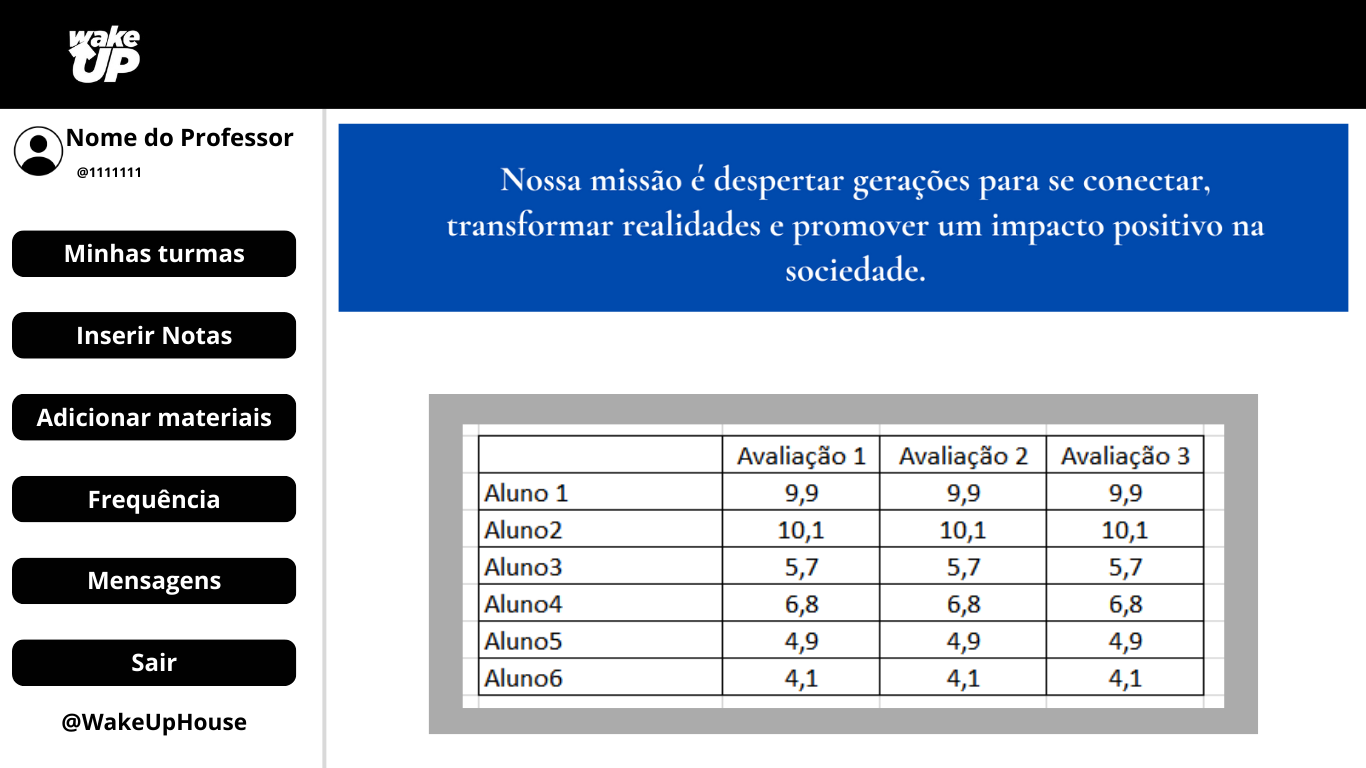 wake
UP
Nome do Professor
@1111111
Minhas turmas
Inserir Notas
Adicionar materiais
Frequência
Mensagens
Sair
@WakeUpHouse
Nossa missão é despertar gerações para se conectar,
transformar realidades e promover um impacto positivo na
sociedade.
Avaliação 1 Avaliação 2 Avaliação 3
Aluno 1 9,9 9,9 9,9
Aluno2 10,1 10,1 10,1
Aluno3 5,7 5,7 5,7
Aluno4 6,8 6,8 6,8
Aluno5 4,9 4,9 4,9
Aluno6 4,1 4,1 4,1